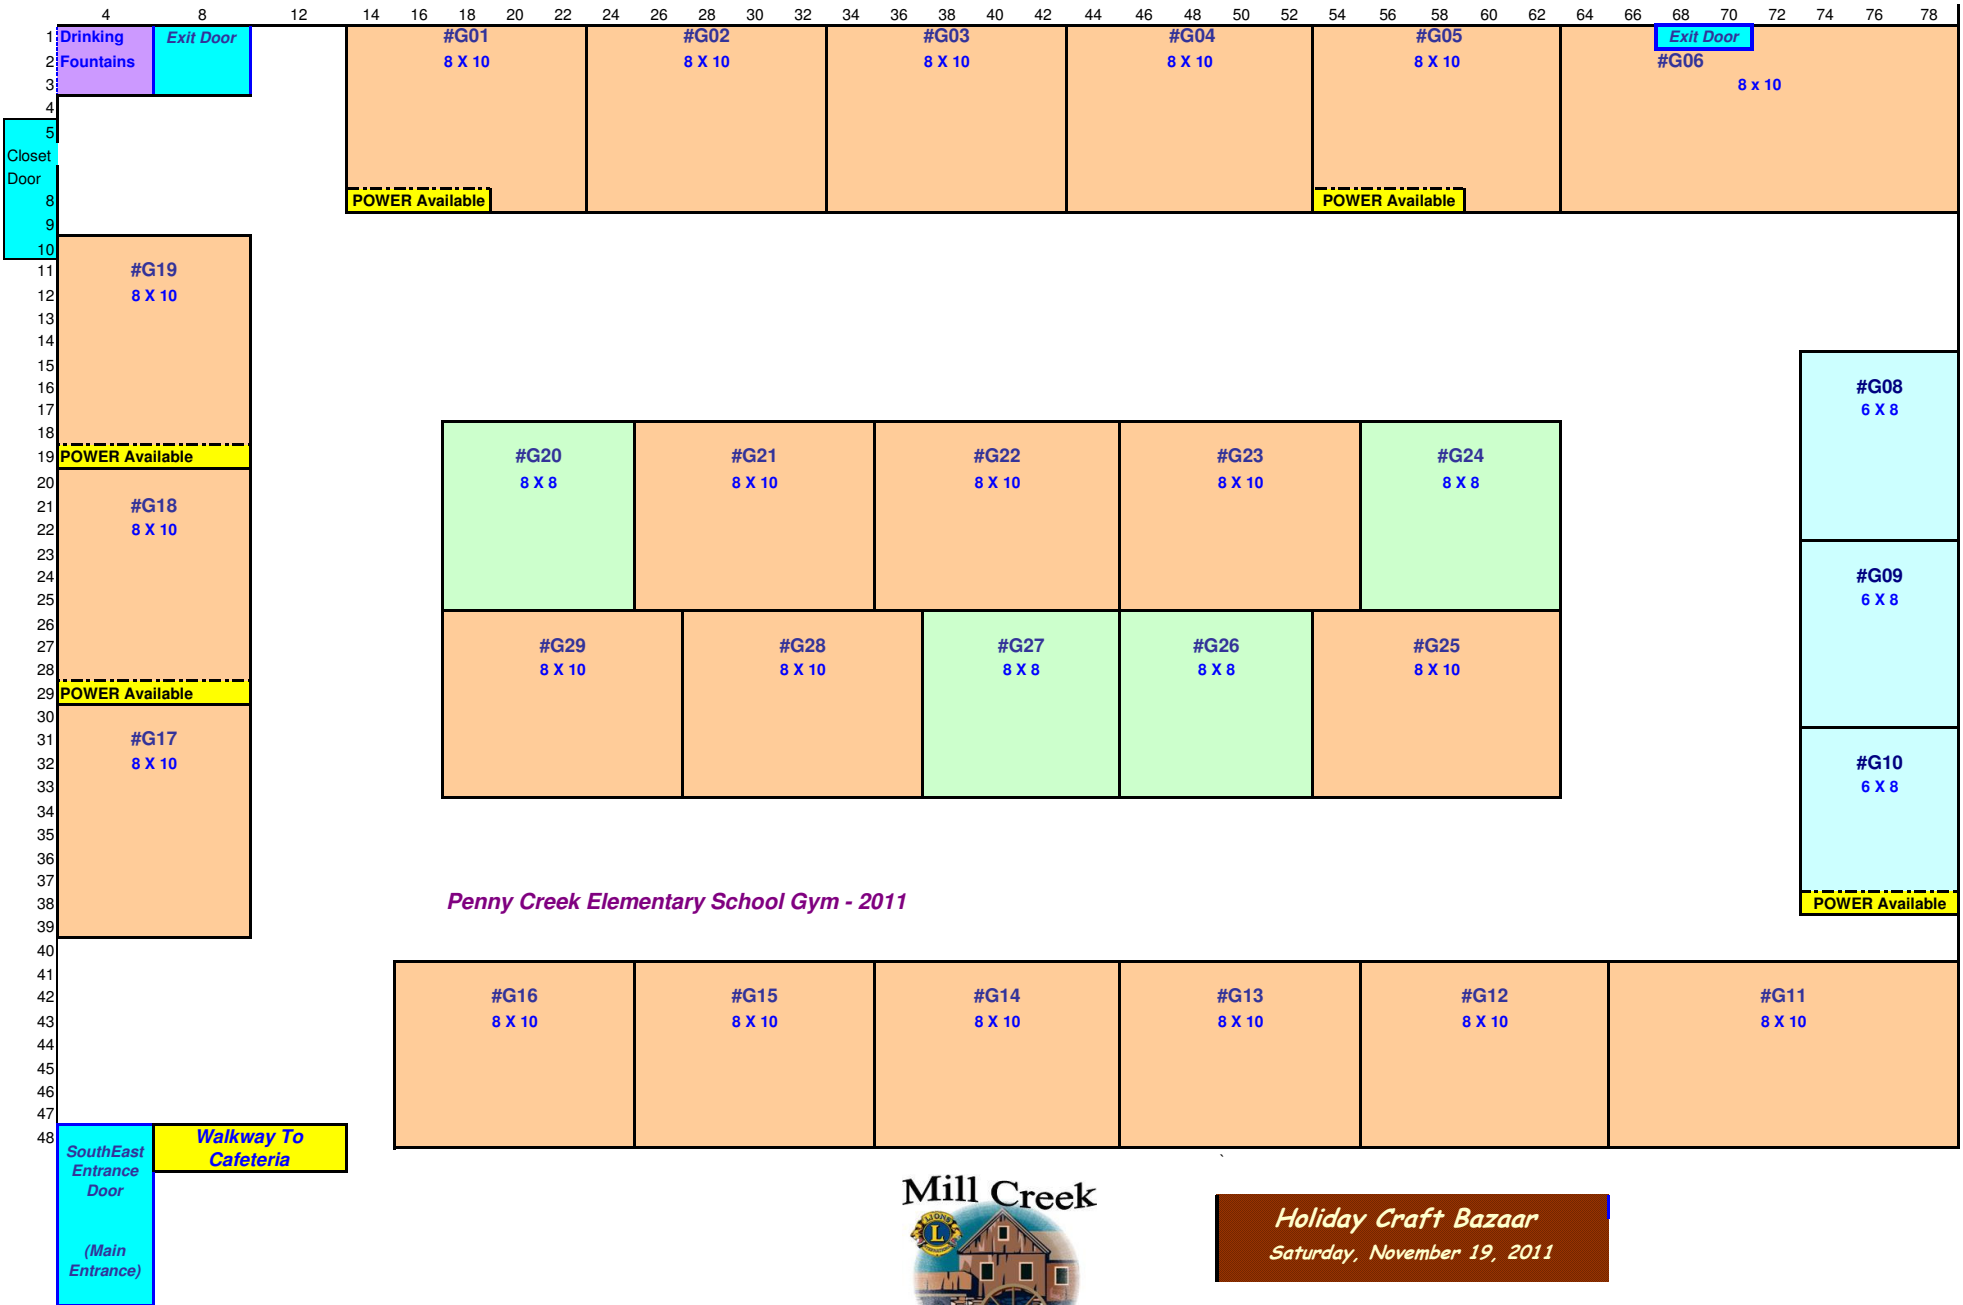 4 8 12 14 16 18 20 22 24 26 28 30 32 34 36 38 40 42 44 46 48 50 52 54 56 58 60 62 64 66 68 70 72 74 76 78
1 Drinking Exit Door #G01 #G02 #G03 #G04 #G05 Exit Door
2 Fountains 8 X 10 8 X 10 8 X 10 8 X 10 8 X 10 #G06
3 8 x 10
4
5
Closet
Door
8 POWER Available POWER Available
9
10
11 #G19
12 8 X 10
13
14
15
16 #G08
17 6 X 8
18
19 POWER Available #G20 #G21 #G22 #G23 #G24
20 8 X 8 8 X 10 8 X 10 8 X 10 8 X 8
21 #G18
22 8 X 10
23
24 #G09
25 6 X 8
26
27 #G29 #G28 #G27 #G26 #G25
28 8 X 10 8 X 10 8 X 8 8 X 8 8 X 10
29 POWER Available
30
31 #G17
32 8 X 10 #G10
33 6 X 8
34
35
36
37
38 Penny Creek Elementary School Gym - 2011 POWER Available
39
40
41
42 #G16 #G15 #G14 #G13 #G12 #G11
43 8 X 10 8 X 10 8 X 10 8 X 10 8 X 10 8 X 10
44
45
46
47
48 Walkway To
Cafeteria
SouthEast
Entrance
Door
(Main
Entrance)
Mill Creek
LIONS
L
INTERNATIONAL
Holiday Craft Bazaar
Saturday, November 19, 2011